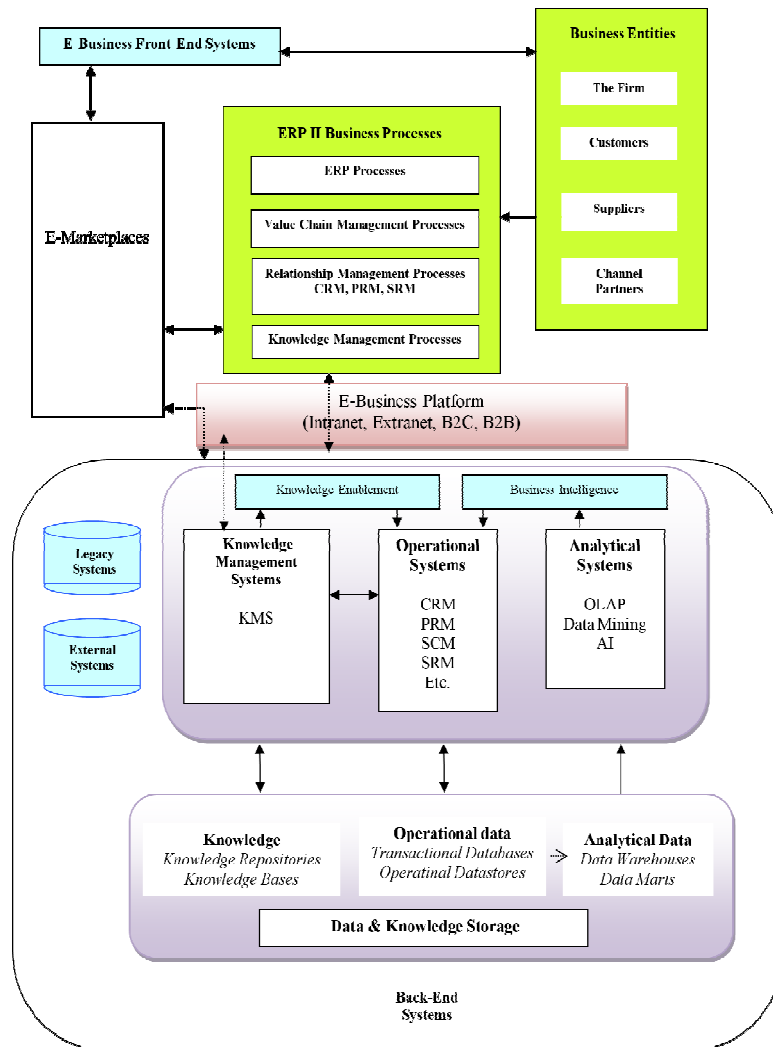 E-Business Front-End Systems
Business Entities
The Firm
Customers
Suppliers
Channel
Partners
ERP II Business Processes
ERP Processes
Value Chain Management Processes
Relationship Management Processes
CRM, PRM, SRM
Knowledge Management Processes
E-Marketplaces
E-Business Platform
(Intranet, Extranet, B2C, B2B)
Knowledge Enablement
Business Intelligence
Legacy
Systems
External
Systems
Knowledge
Management
Systems
KMS
Operational
Systems
CRM
PRM
SCM
SRM
Etc.
Analytical
Systems
OLAP
Data Mining
AI
Knowledge
Knowledge Repositories
Knowledge Bases
Operational data
Transactional Databases
Operatinal Datastores
Analytical Data
Data Warehouses
Data Marts
Data & Knowledge Storage
Back-End
Systems